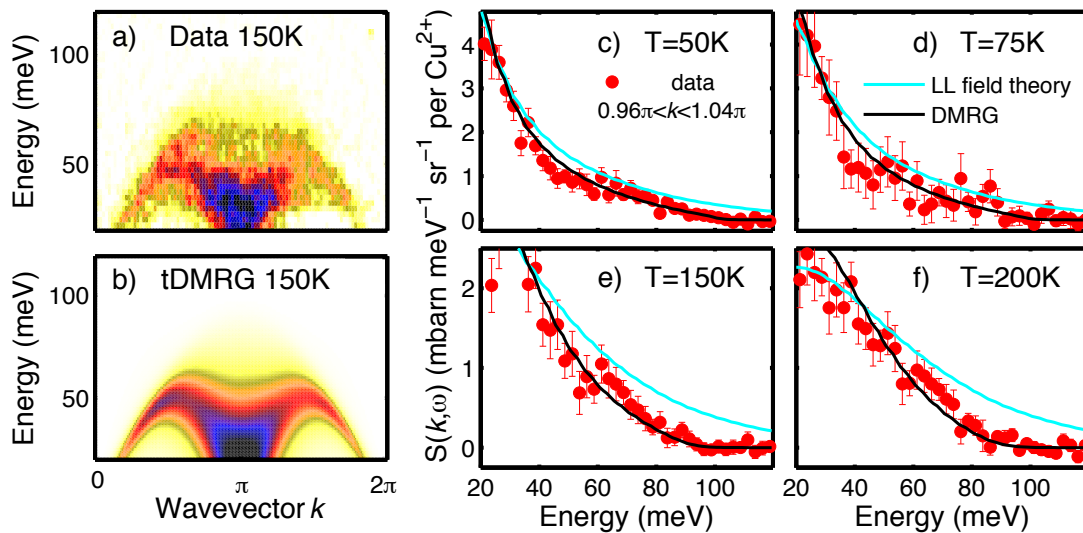 a) Data 150K
100
50
Energy (meV)
b) tDMRG 150K
100
50
Energy (meV)
0 π 2π
Wavevector k
c) T=50K
data
0.96π<k<1.04π
4
3
2
1
0
d) T=75K
LL field theory
DMRG
e) T=150K
2
1
0
f) T=200K
S(k,ω) (mbarn meV⁻¹ sr⁻¹ per Cu²⁺
20 40 60 80 100
Energy (meV)
20 40 60 80 100
Energy (meV)